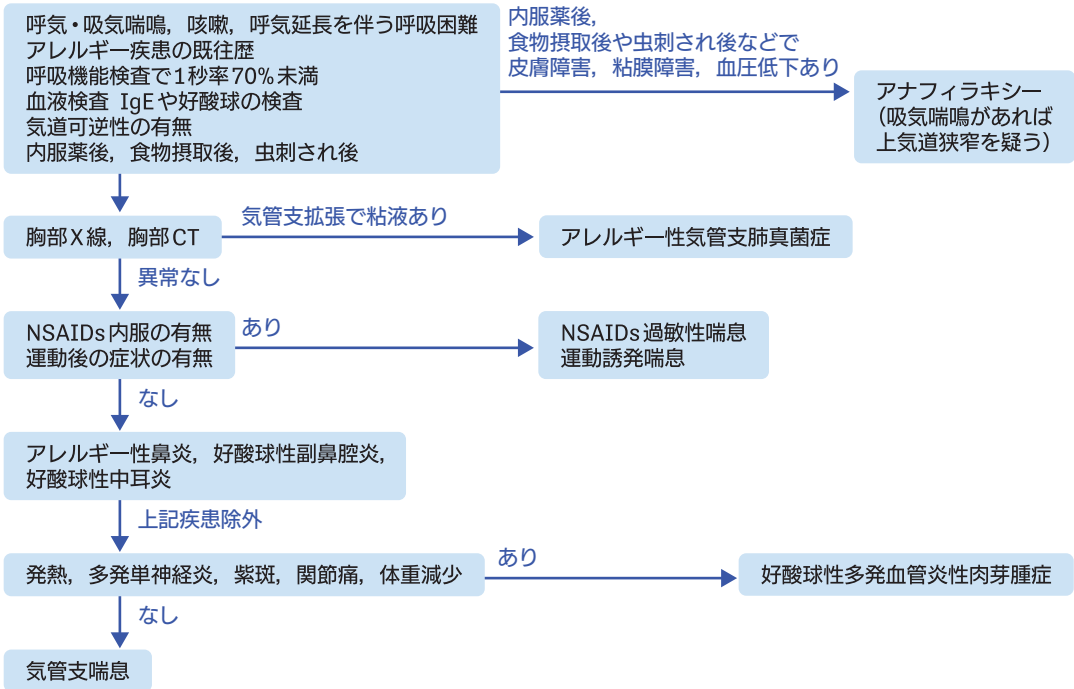 呼気・吸気喘鳴，咳嗽，呼気延長を伴う呼吸困難
アレルギー疾患の既往歴
呼吸機能検査で1秒率70％未満
血液検査 IgEや好酸球の検査
気道可逆性の有無
内服薬後，食物摂取後，虫刺され後
内服薬後，
食物摂取後や虫刺され後などで
皮膚障害，粘膜障害，血圧低下あり
アナフィラキシー
（吸気喘鳴があれば
上気道狭窄を疑う）
胸部X線，胸部CT
気管支拡張で粘液あり
アレルギー性気管支肺真菌症
異常なし
NSAIDs内服の有無
運動後の症状の有無
あり
NSAIDs過敏性喘息
運動誘発喘息
なし
アレルギー性鼻炎，好酸球性副鼻腔炎，
好酸球性中耳炎
上記疾患除外
発熱，多発単神経炎，紫斑，関節痛，体重減少
あり
好酸球性多発血管炎性肉芽腫症
なし
気管支喘息